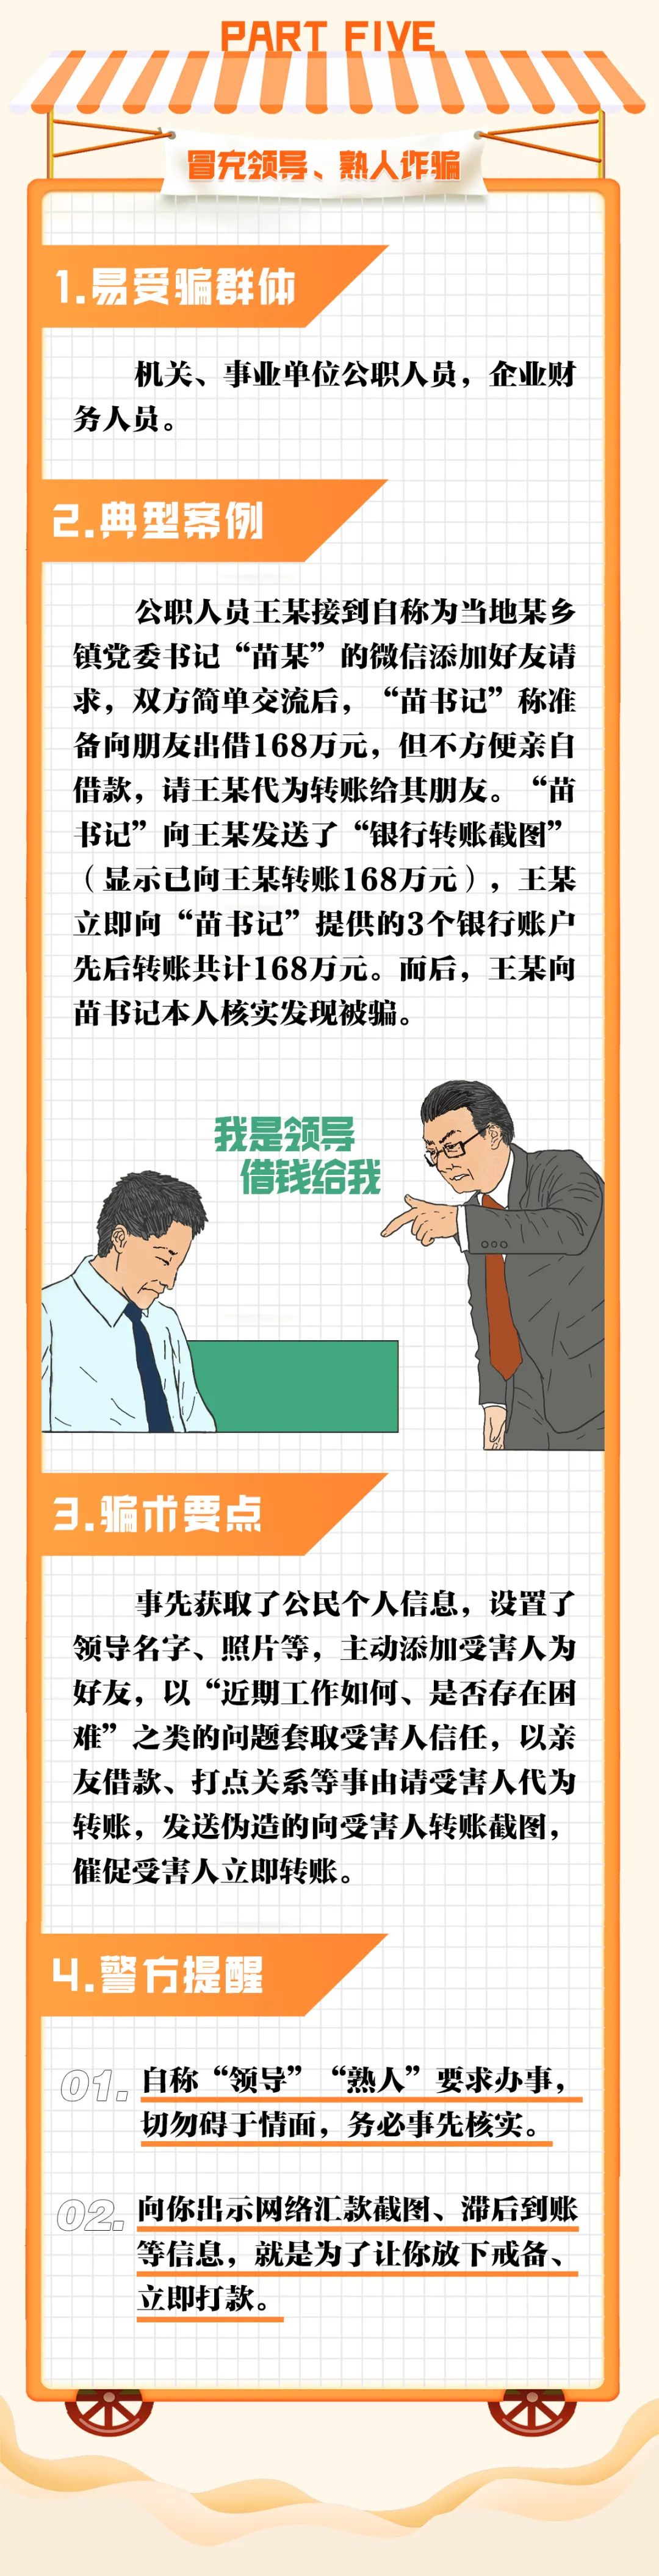 PART FIVE
冒充领导、熟人诈骗
1.易受骗群体
机关、事业单位公职人员，企业财
务人员。
2.典型案例
公职人员王某接到自称为当地某乡
镇党委书记“苗某”的微信添加好友请
求，双方简单交流后，“苗书记”称准
备向朋友出借168万元，但不方便亲自
借款，请王某代为转账给其朋友。“苗
书记”向王某发送了“银行转账截图”
（显示已向王某转账168万元），王某
立即向“苗书记”提供的3个银行账户
先后转账共计168万元。而后，王某向
苗书记本人核实发现被骗。
我是领导
借钱给我
3.骗术要点
事先获取了公民个人信息，设置了
领导名字、照片等，主动添加受害人为
好友，以“近期工作如何、是否存在困
难”之类的问题套取受害人信任，以亲
友借款、打点关系等事由请受害人代为
转账，发送伪造的向受害人转账截图，
催促受害人立即转账。
4.警方提醒
01. 自称“领导”“熟人”要求办事，
切勿碍于情面，务必事先核实。
02. 向你出示网络汇款截图、滞后到账
等信息，就是为了让你放下戒备、
立即打款。